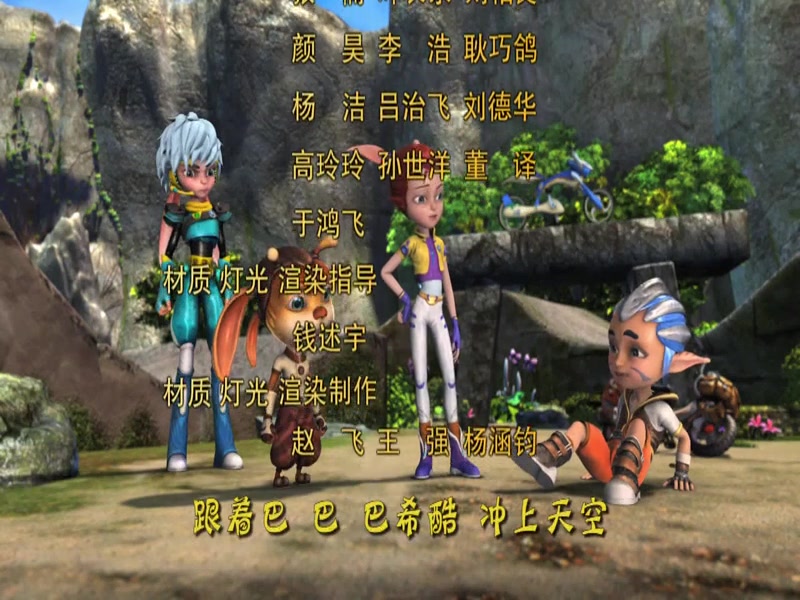 颜 昊 李 浩 耿巧鸽
杨 洁 吕治飞 刘德华
高玲玲 孙世洋 董 译
于鸿飞
材质 灯光 渲染指导
钱述宇
材质 灯光 渲染制作
赵 飞 王 强 杨涵钧
跟着巴 巴 巴希酷 冲上天空